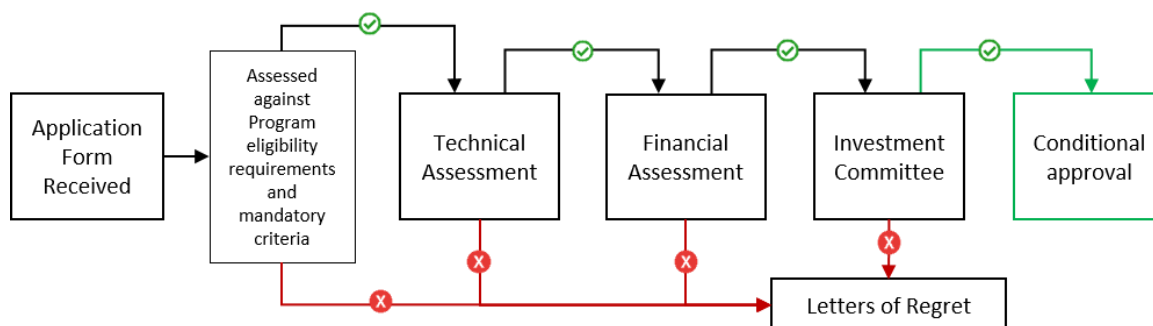 Application
Form
Received
Assessed
against
Program
eligibility
requirements
and
mandatory
criteria
Technical
Assessment
Financial
Assessment
Investment
Committee
Conditional
approval
X
X
X
X
Letters of Regret